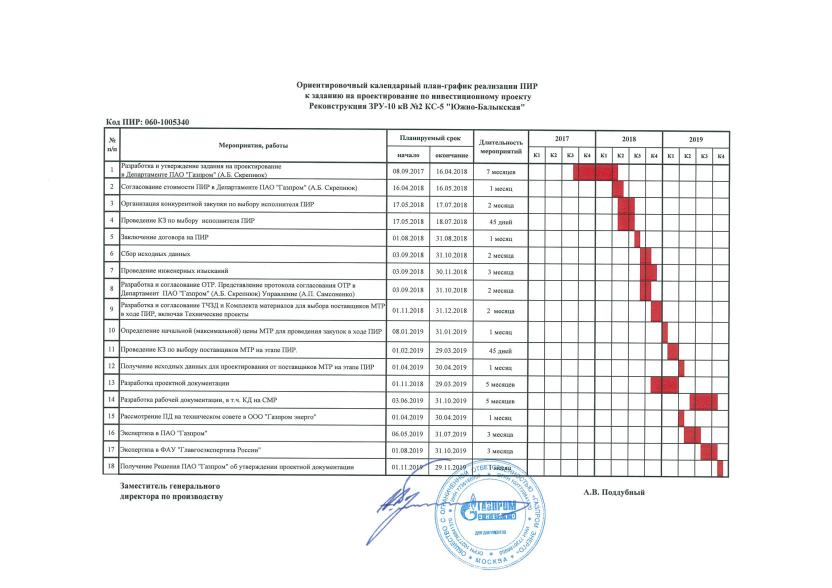 Ориентировочный календарный план-график реализации ПИР
к заданию на проектирование по инвестиционному проекту
Реконструкция ЗРУ-10 кВ №2 КС-5 "Южно-Балыкская"
Код ПИР: 060-1005340
№ п/п Мероприятия, работы Планируемый срок Длительность мероприятий 2017 2018 2019
начало окончание К1 К2 К3 К4 К1 К2 К3 К4 К1 К2 К3 К4
1 Разработка и утверждение задания на проектирование
в Департаменте ПАО "Газпром" (А.Б. Скрепнюк) 08.09.2017 16.04.2018 7 месяцев
2 Согласование стоимости ПИР в Департаменте ПАО "Газпром" (А.Б. Скрепнюк) 16.04.2018 16.05.2018 1 месяц
3 Организация конкурентной закупки по выбору исполнителя ПИР 17.05.2018 17.07.2018 2 месяца
4 Проведение КЗ по выбору исполнителя ПИР 17.05.2018 18.07.2018 45 дней
5 Заключение договора на ПИР 01.08.2018 31.08.2018 1 месяц
6 Сбор исходных данных 03.09.2018 31.10.2018 2 месяца
7 Проведение инженерных изысканий 03.09.2018 30.11.2018 3 месяца
8 Разработка и согласование ОТР. Представление протокола согласования ОТР в
Департамент ПАО "Газпром" (А.Б. Скрепнюк) Управление (А.П. Самсоненко) 03.09.2018 31.10.2018 2 месяца
9 Разработка и согласование ТЧЗД и Комплекта материалов для выбора поставщиков МТР
в ходе ПИР, включая Технические проекты 01.11.2018 31.12.2018 2 месяца
10 Определение начальной (максимальной) цены МТР для проведения закупок в ходе ПИР 08.01.2019 31.01.2019 1 месяц
11 Проведение КЗ по выбору поставщиков МТР на этапе ПИР. 01.02.2019 29.03.2019 45 дней
12 Получение исходных данных для проектирования от поставщиков МТР на этапе ПИР 01.04.2019 30.04.2019 1 месяц
13 Разработка проектной документации 01.11.2018 29.03.2019 5 месяцев
14 Разработка рабочей документации, в т.ч. КД на СМР 03.06.2019 31.10.2019 5 месяцев
15 Рассмотрение ПД на техническом совете в ООО "Газпром энерго" 01.04.2019 30.04.2019 1 месяц
16 Экспертиза в ПАО "Газпром" 06.05.2019 31.07.2019 3 месяца
17 Экспертиза в ФАУ "Главгосэкспертиза России" 01.08.2019 31.10.2019 3 месяца
18 Получение Решения ПАО "Газпром" об утверждении проектной документации 01.11.2019 29.11.2019 1 месяц
Заместитель генерального
директора по производству
А.В. Поддубный
ОБЩЕСТВО С ОГРАНИЧЕННОЙ ОТВЕТСТВЕННОСТЬЮ «ГАЗПРОМ ЭНЕРГО»
ГАЗПРОМ
ЭНЕРГО
ДЛЯ ДОКУМЕНТОВ
МОСКВА